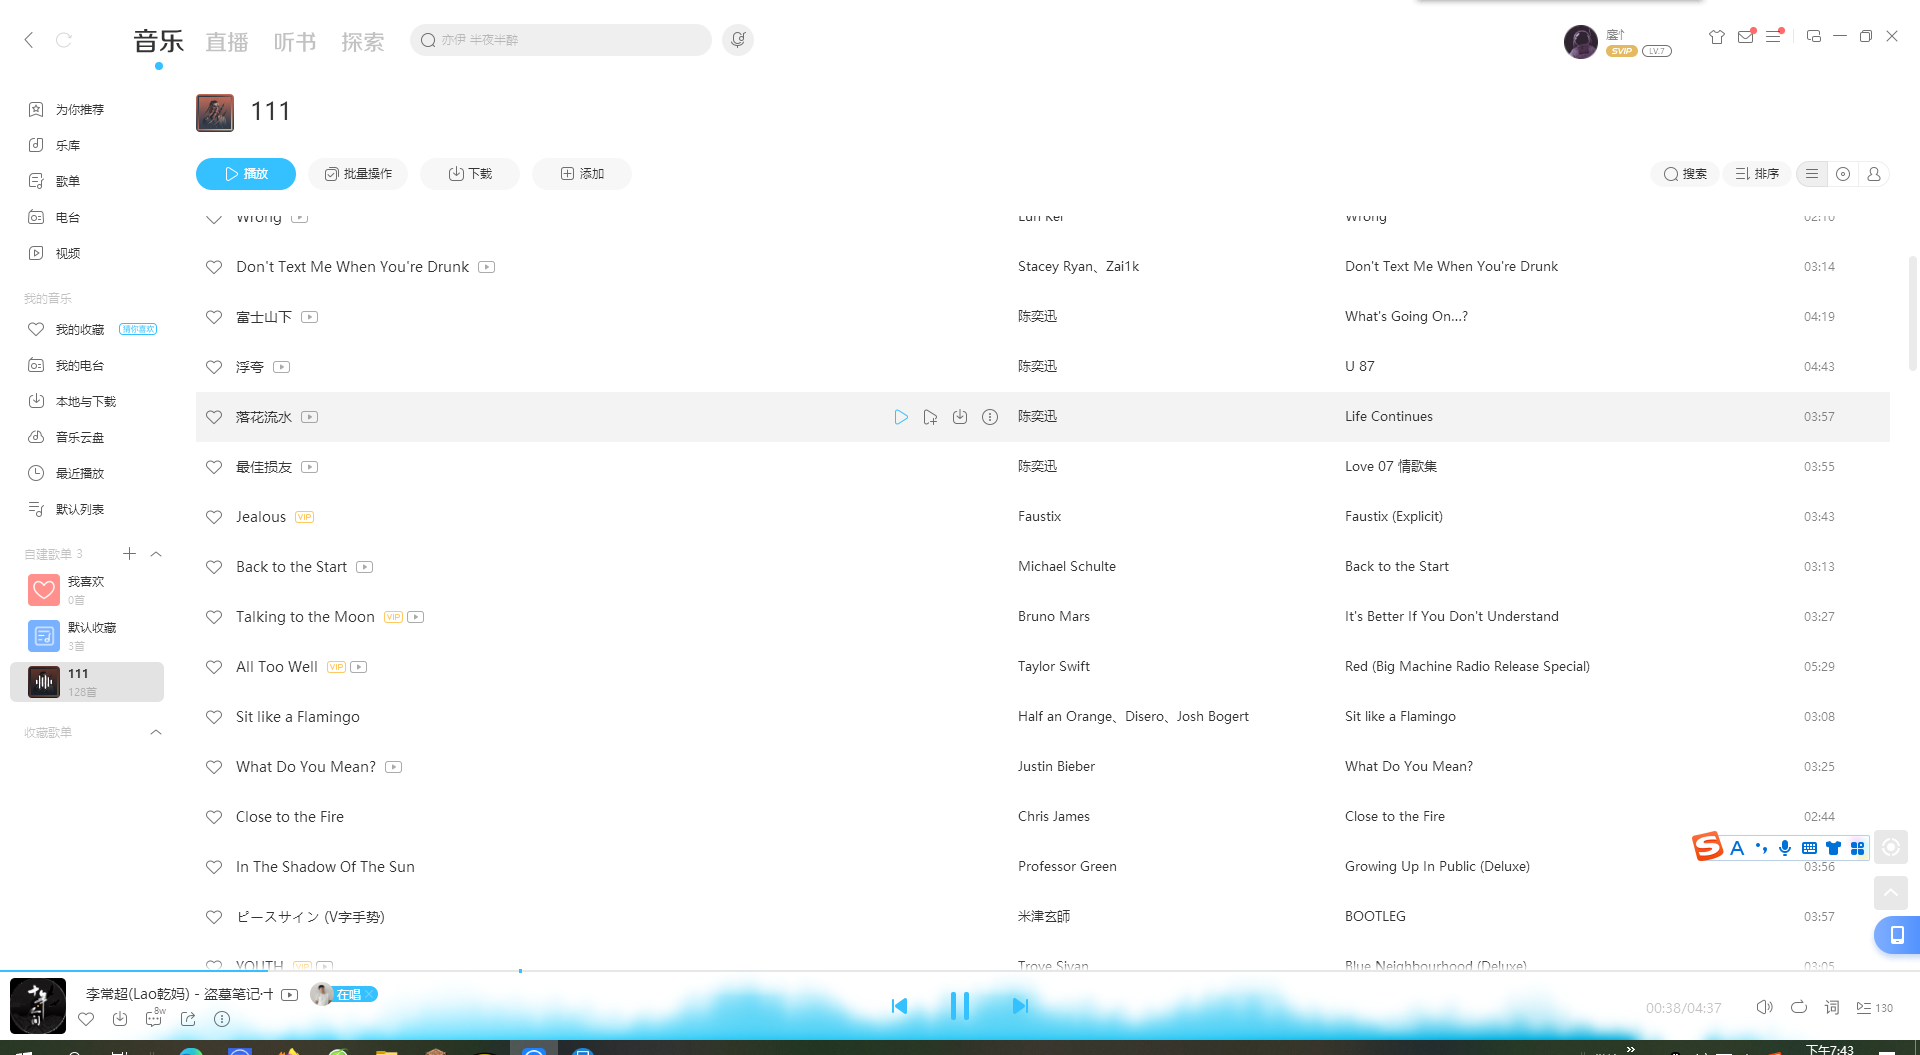 音乐 直播 听书 探索 亦伊 半夜半醉
SVIP LV.7
为你推荐
乐库
歌单
电台
视频
我的音乐
我的收藏 猜你喜欢
我的电台
本地与下载
音乐云盘
最近播放
默认列表
自建歌单 3
我喜欢
0首
默认收藏
3首
111
128首
收藏歌单
111
播放 批量操作 下载 添加 搜索 排序
Wrong Wrong 02:10
Don't Text Me When You're Drunk Stacey Ryan、Zai1k Don't Text Me When You're Drunk 03:14
富士山下 陈奕迅 What's Going On...? 04:19
浮夸 陈奕迅 U 87 04:43
落花流水 陈奕迅 Life Continues 03:57
最佳损友 陈奕迅 Love 07 情歌集 03:55
Jealous VIP Faustix Faustix (Explicit) 03:43
Back to the Start Michael Schulte Back to the Start 03:13
Talking to the Moon VIP Bruno Mars It's Better If You Don't Understand 03:27
All Too Well VIP Taylor Swift Red (Big Machine Radio Release Special) 05:29
Sit like a Flamingo Half an Orange、Disero、Josh Bogert Sit like a Flamingo 03:08
What Do You Mean? Justin Bieber What Do You Mean? 03:25
Close to the Fire Chris James Close to the Fire 02:44
In The Shadow Of The Sun Professor Green Growing Up In Public (Deluxe) 03:56
ピースサイン (V字手势) 米津玄師 BOOTLEG 03:57
YOUTH VIP Troye Sivan Blue Neighbourhood (Deluxe) 03:05
李常超(Lao乾妈) - 盗墓笔记·十 在唱
8w
00:38/04:37 词 130
下午7:43